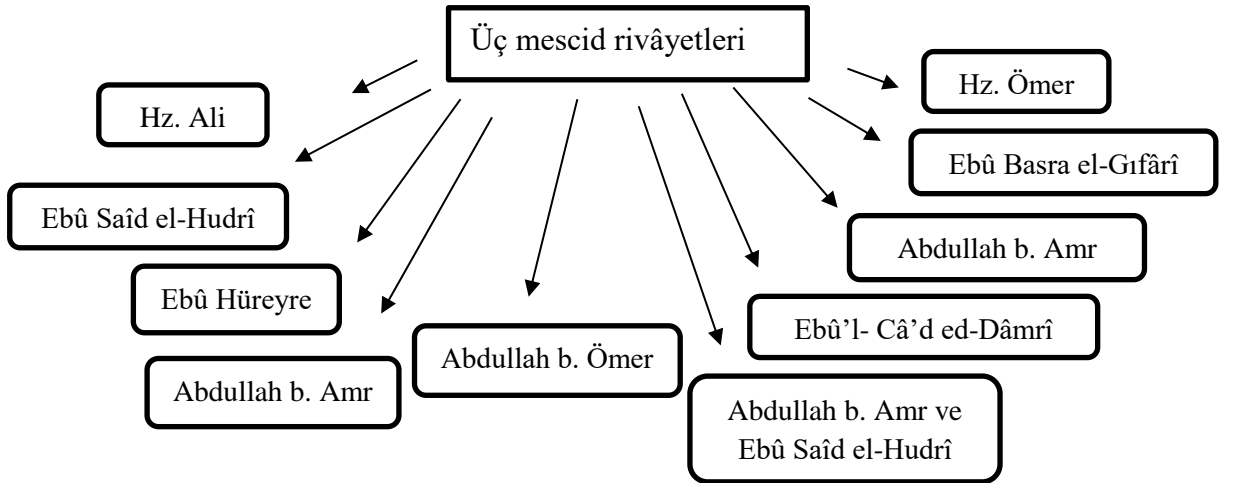 Üç mescid rivâyetleri
Hz. Ömer
Hz. Ali
Ebû Basra el-Gıfârî
Ebû Saîd el-Hudrî
Abdullah b. Amr
Ebû Hüreyre
Ebû’l- Câ’d ed-Dâmrî
Abdullah b. Ömer
Abdullah b. Amr
Abdullah b. Amr ve
Ebû Saîd el-Hudrî